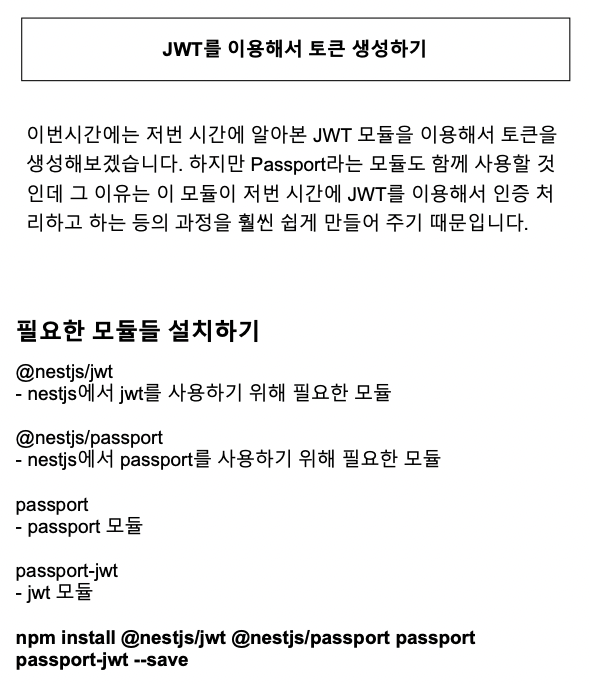 JWT를 이용해서 토큰 생성하기
이번시간에는 저번 시간에 알아본 JWT 모듈을 이용해서 토큰을
생성해보겠습니다. 하지만 Passport라는 모듈도 함께 사용할 것
인데 그 이유는 이 모듈이 저번 시간에 JWT를 이용해서 인증 처
리하고 하는 등의 과정을 훨씬 쉽게 만들어 주기 때문입니다.
필요한 모듈들 설치하기
@nestjs/jwt
- nestjs에서 jwt를 사용하기 위해 필요한 모듈
@nestjs/passport
- nestjs에서 passport를 사용하기 위해 필요한 모듈
passport
- passport 모듈
passport-jwt
- jwt 모듈
npm install @nestjs/jwt @nestjs/passport passport
passport-jwt --save